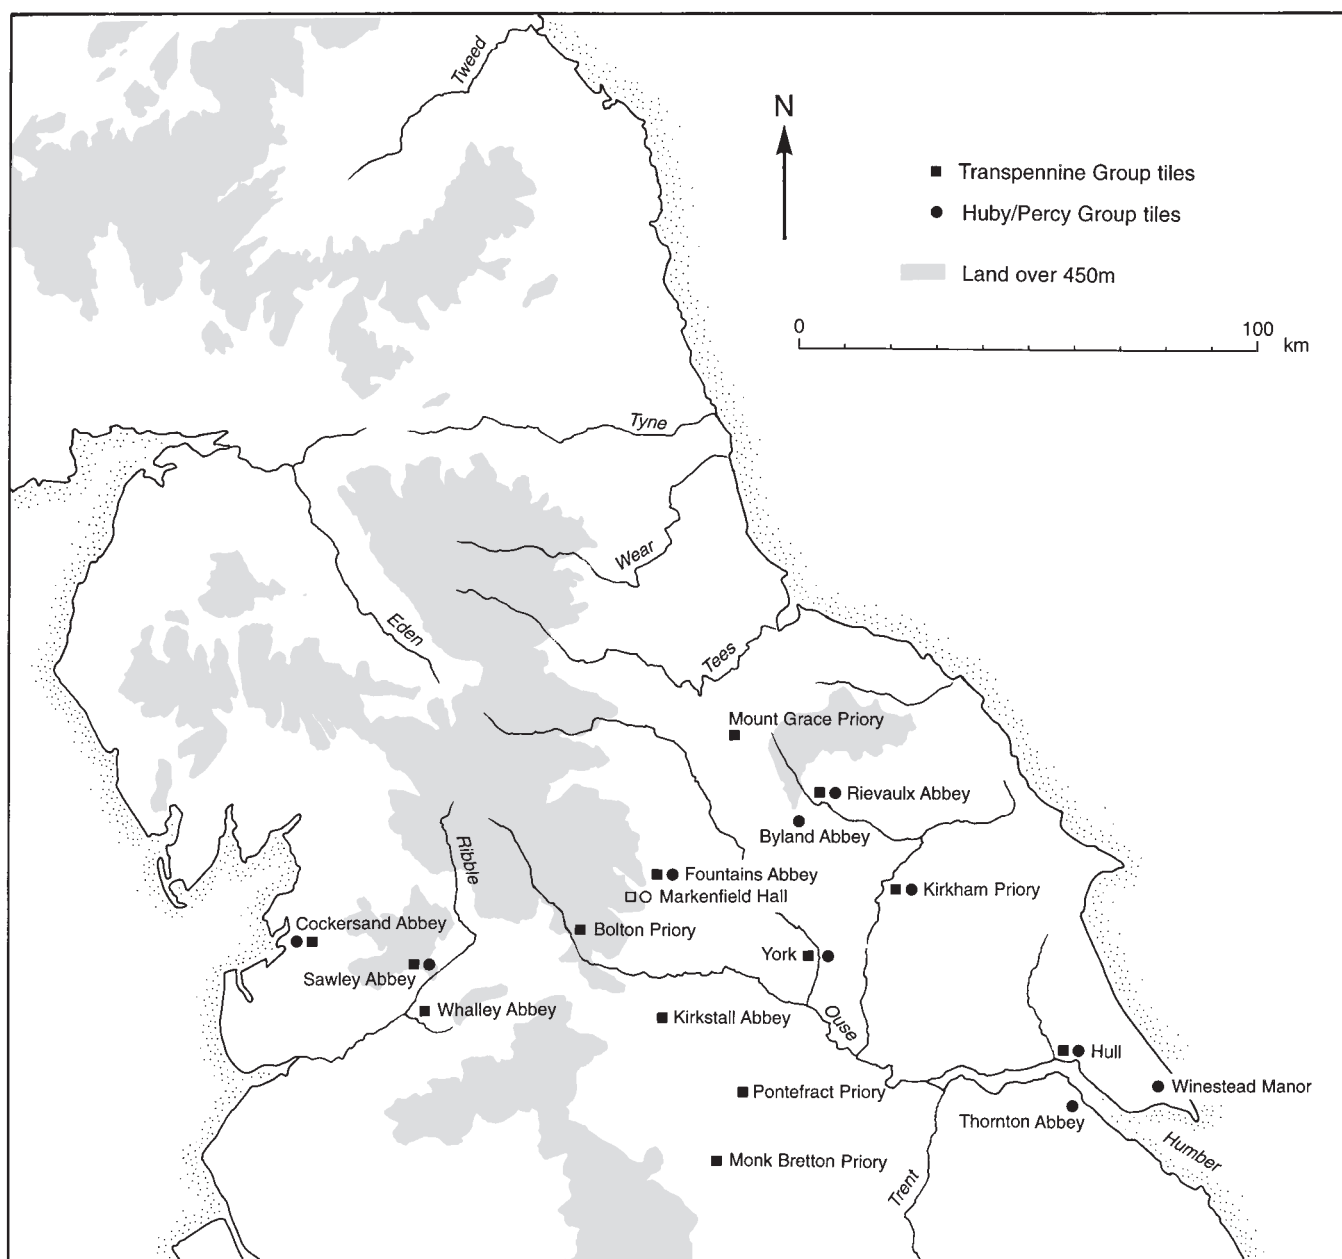 Tweed
N
Transpennine Group tiles
Huby/Percy Group tiles
Land over 450m
0
100
km
Tyne
Wear
Eden
Tees
Mount Grace Priory
Rievaulx Abbey
Byland Abbey
Ribble
Fountains Abbey
Markenfield Hall
Kirkham Priory
Cockersand Abbey
Bolton Priory
York
Sawley Abbey
Whalley Abbey
Kirkstall Abbey
Ouse
Hull
Winestead Manor
Pontefract Priory
Thornton Abbey
Humber
Monk Bretton Priory
Trent